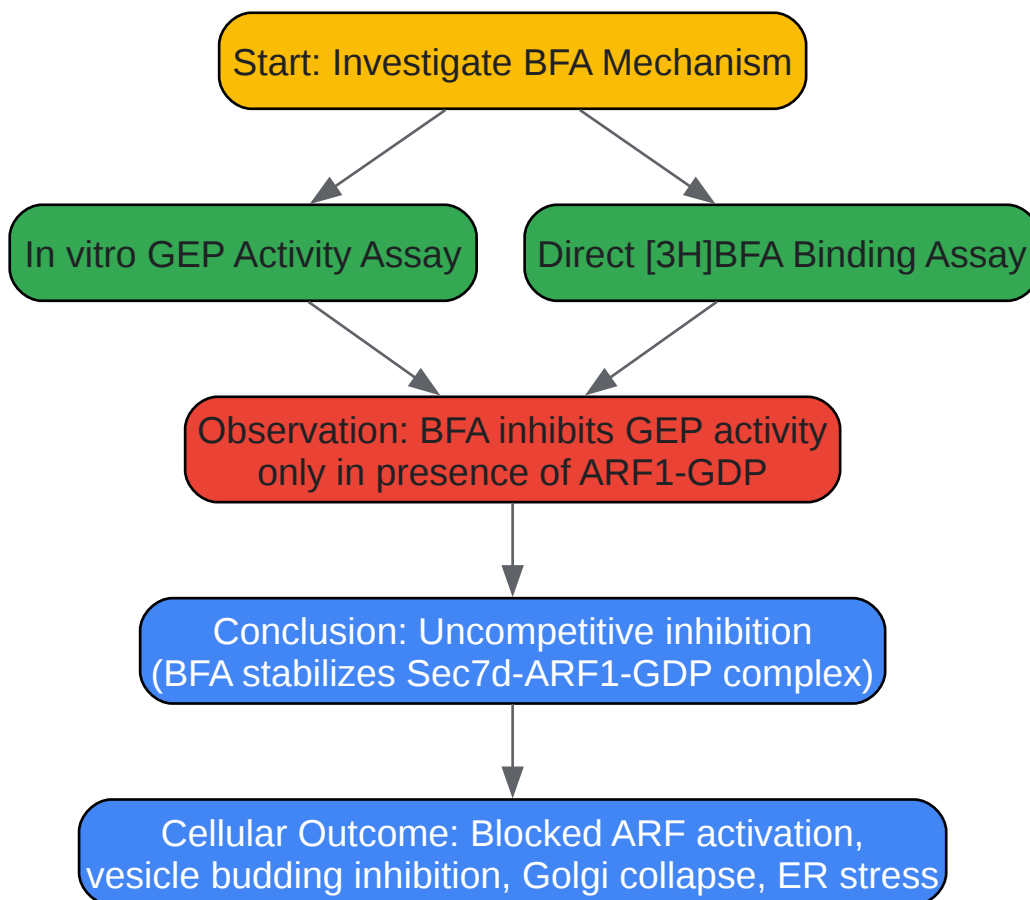 Start: Investigate BFA Mechanism
In vitro GEP Activity Assay
Direct [3H]BFA Binding Assay
Observation: BFA inhibits GEP activity
only in presence of ARF1-GDP
Conclusion: Uncompetitive inhibition
(BFA stabilizes Sec7d-ARF1-GDP complex)
Cellular Outcome: Blocked ARF activation,
vesicle budding inhibition, Golgi collapse, ER stress